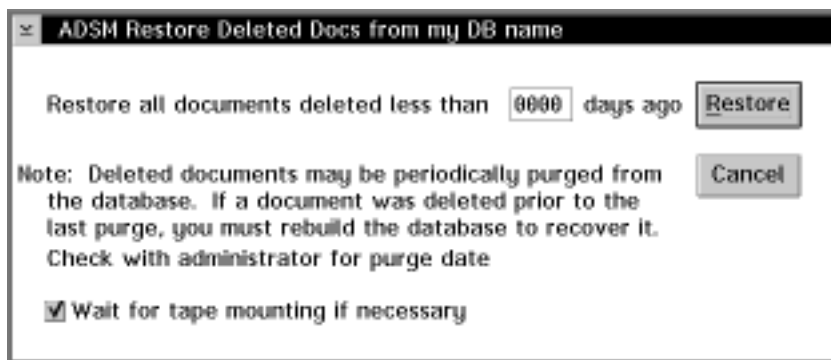 ADSM Restore Deleted Docs from my DB name
Restore all documents deleted less than 0000 days ago Restore
Note: Deleted documents may be periodically purged from Cancel
the database. If a document was deleted prior to the
last purge, you must rebuild the database to recover it.
Check with administrator for purge date
Wait for tape mounting if necessary